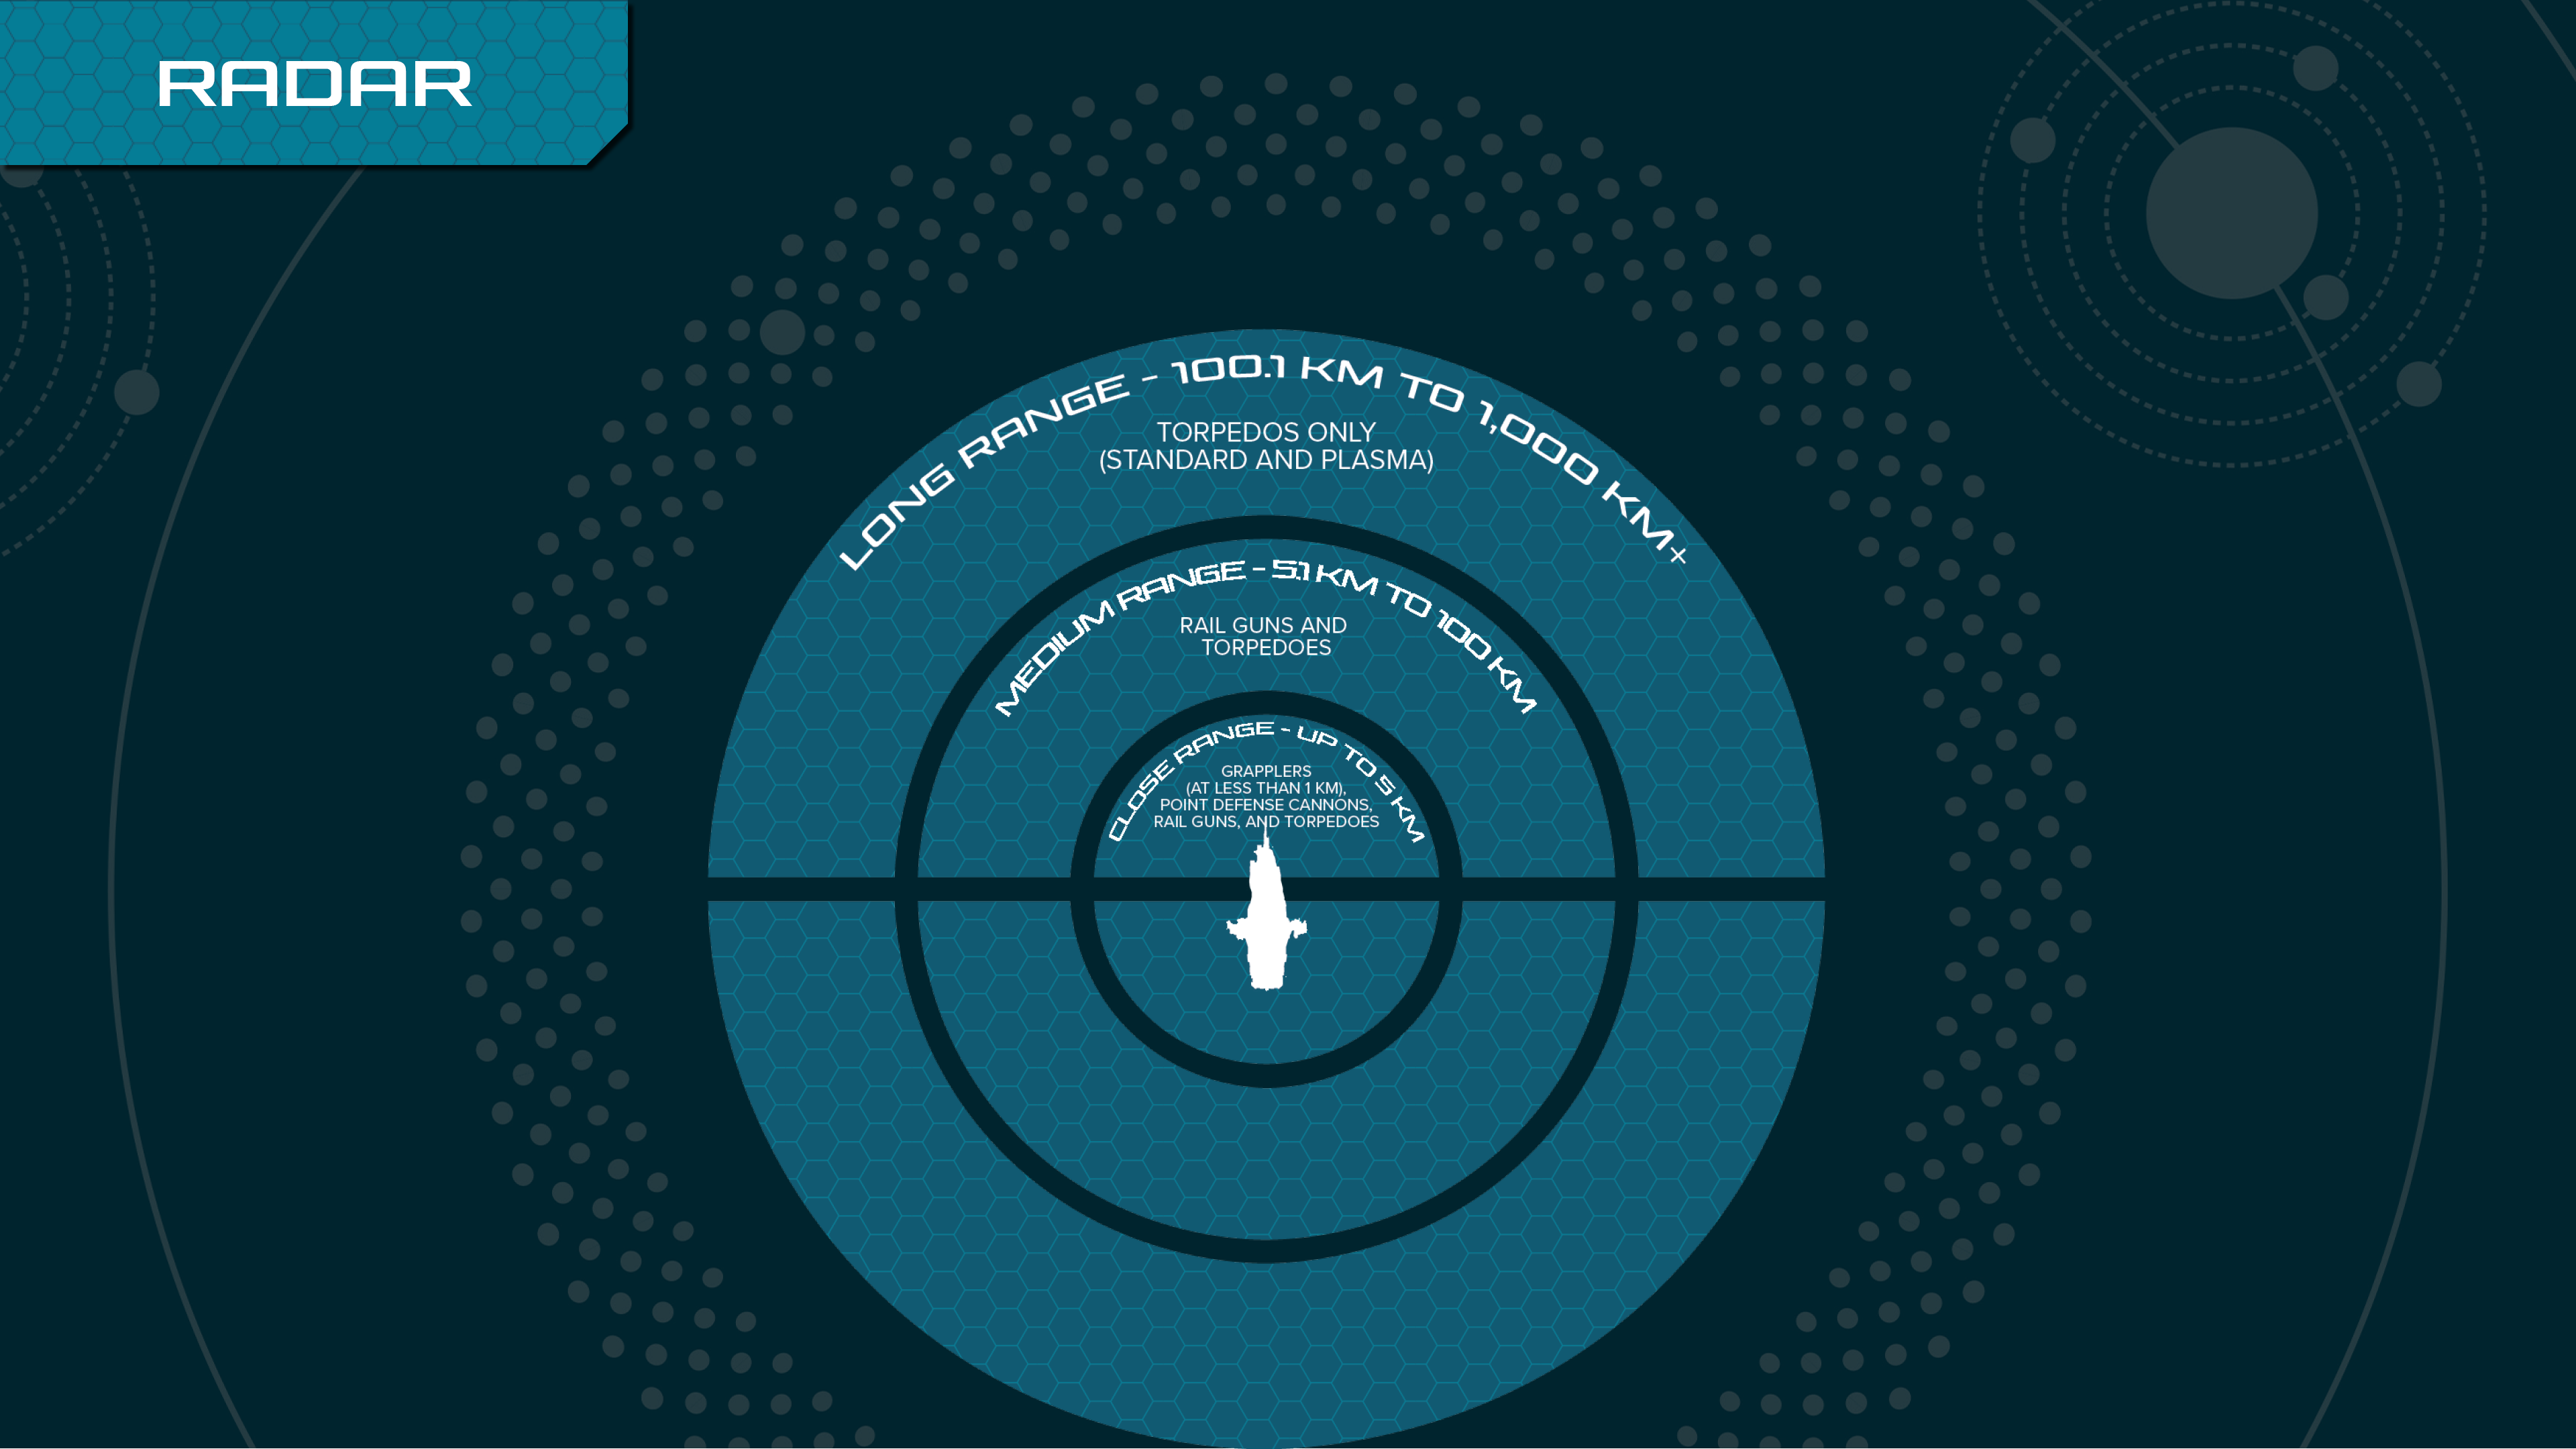 RADAR
LONG RANGE - 100.1 KM TO 1,000 KM+
TORPEDOS ONLY
(STANDARD AND PLASMA)
MEDIUM RANGE - 5.1 KM TO 100 KM
RAIL GUNS AND
TORPEDOES
CLOSE RANGE - UP TO 5 KM
GRAPPLERS
(AT LESS THAN 1 KM),
POINT DEFENSE CANNONS,
RAIL GUNS, AND TORPEDOES